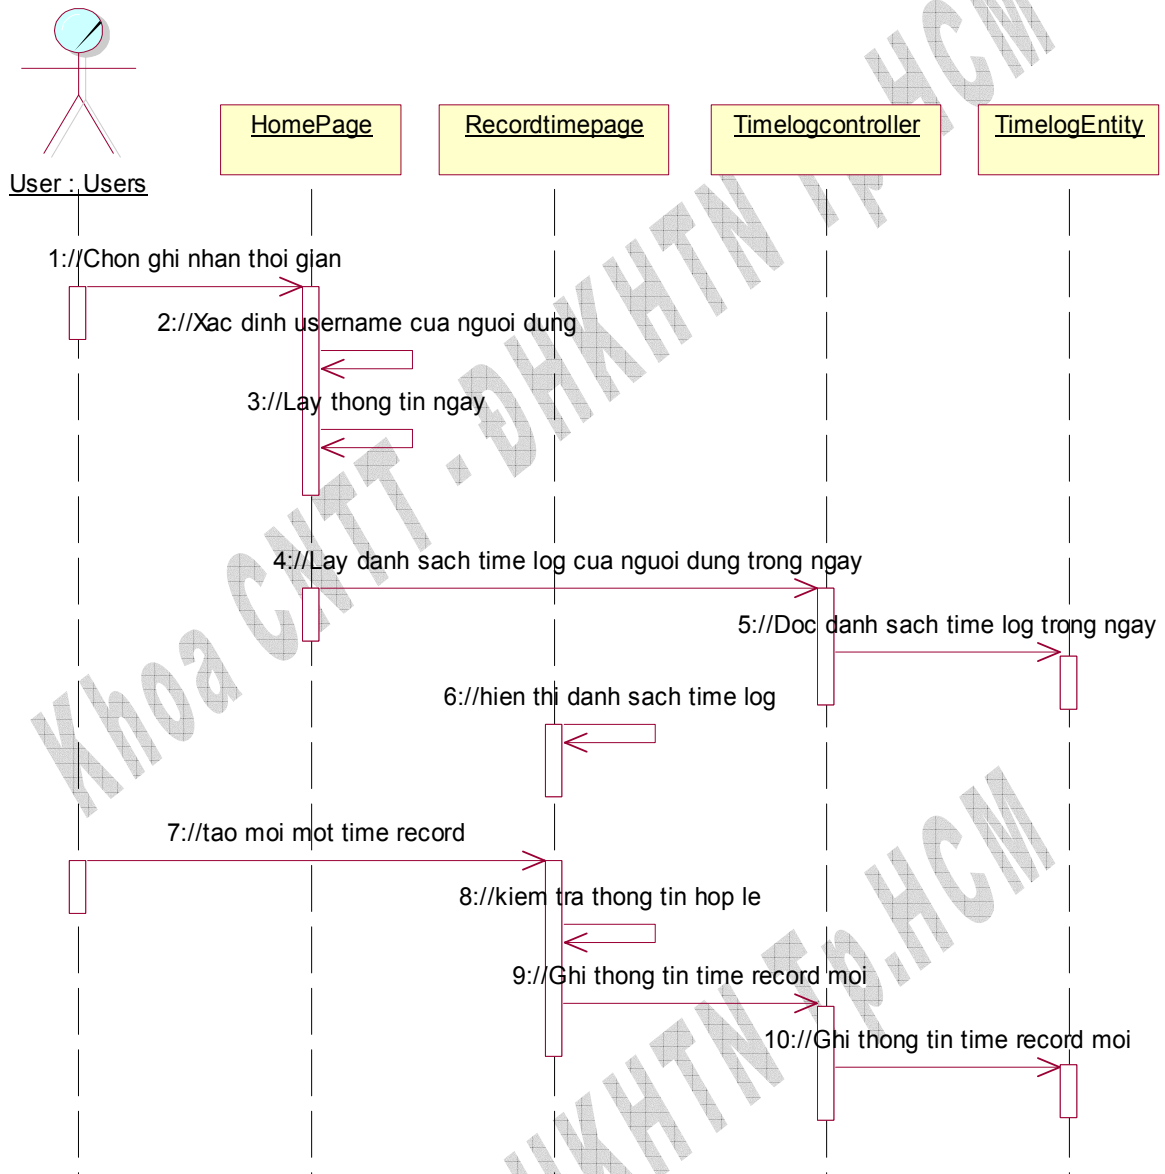 HomePage
Recordtimepage
Timelogcontroller
TimelogEntity
User : Users
1://Chon ghi nhan thoi gian
2://Xac dinh username cua nguoi dung
3://Lay thong tin ngay
4://Lay danh sach time log cua nguoi dung trong ngay
5://Doc danh sach time log trong ngay
6://hien thi danh sach time log
7://tao moi mot time record
8://kiem tra thong tin hop le
9://Ghi thong tin time record moi
10://Ghi thong tin time record moi
Khoa CNTT - ĐHKHTN Tp.HCM
HKHTN Tp.HCM